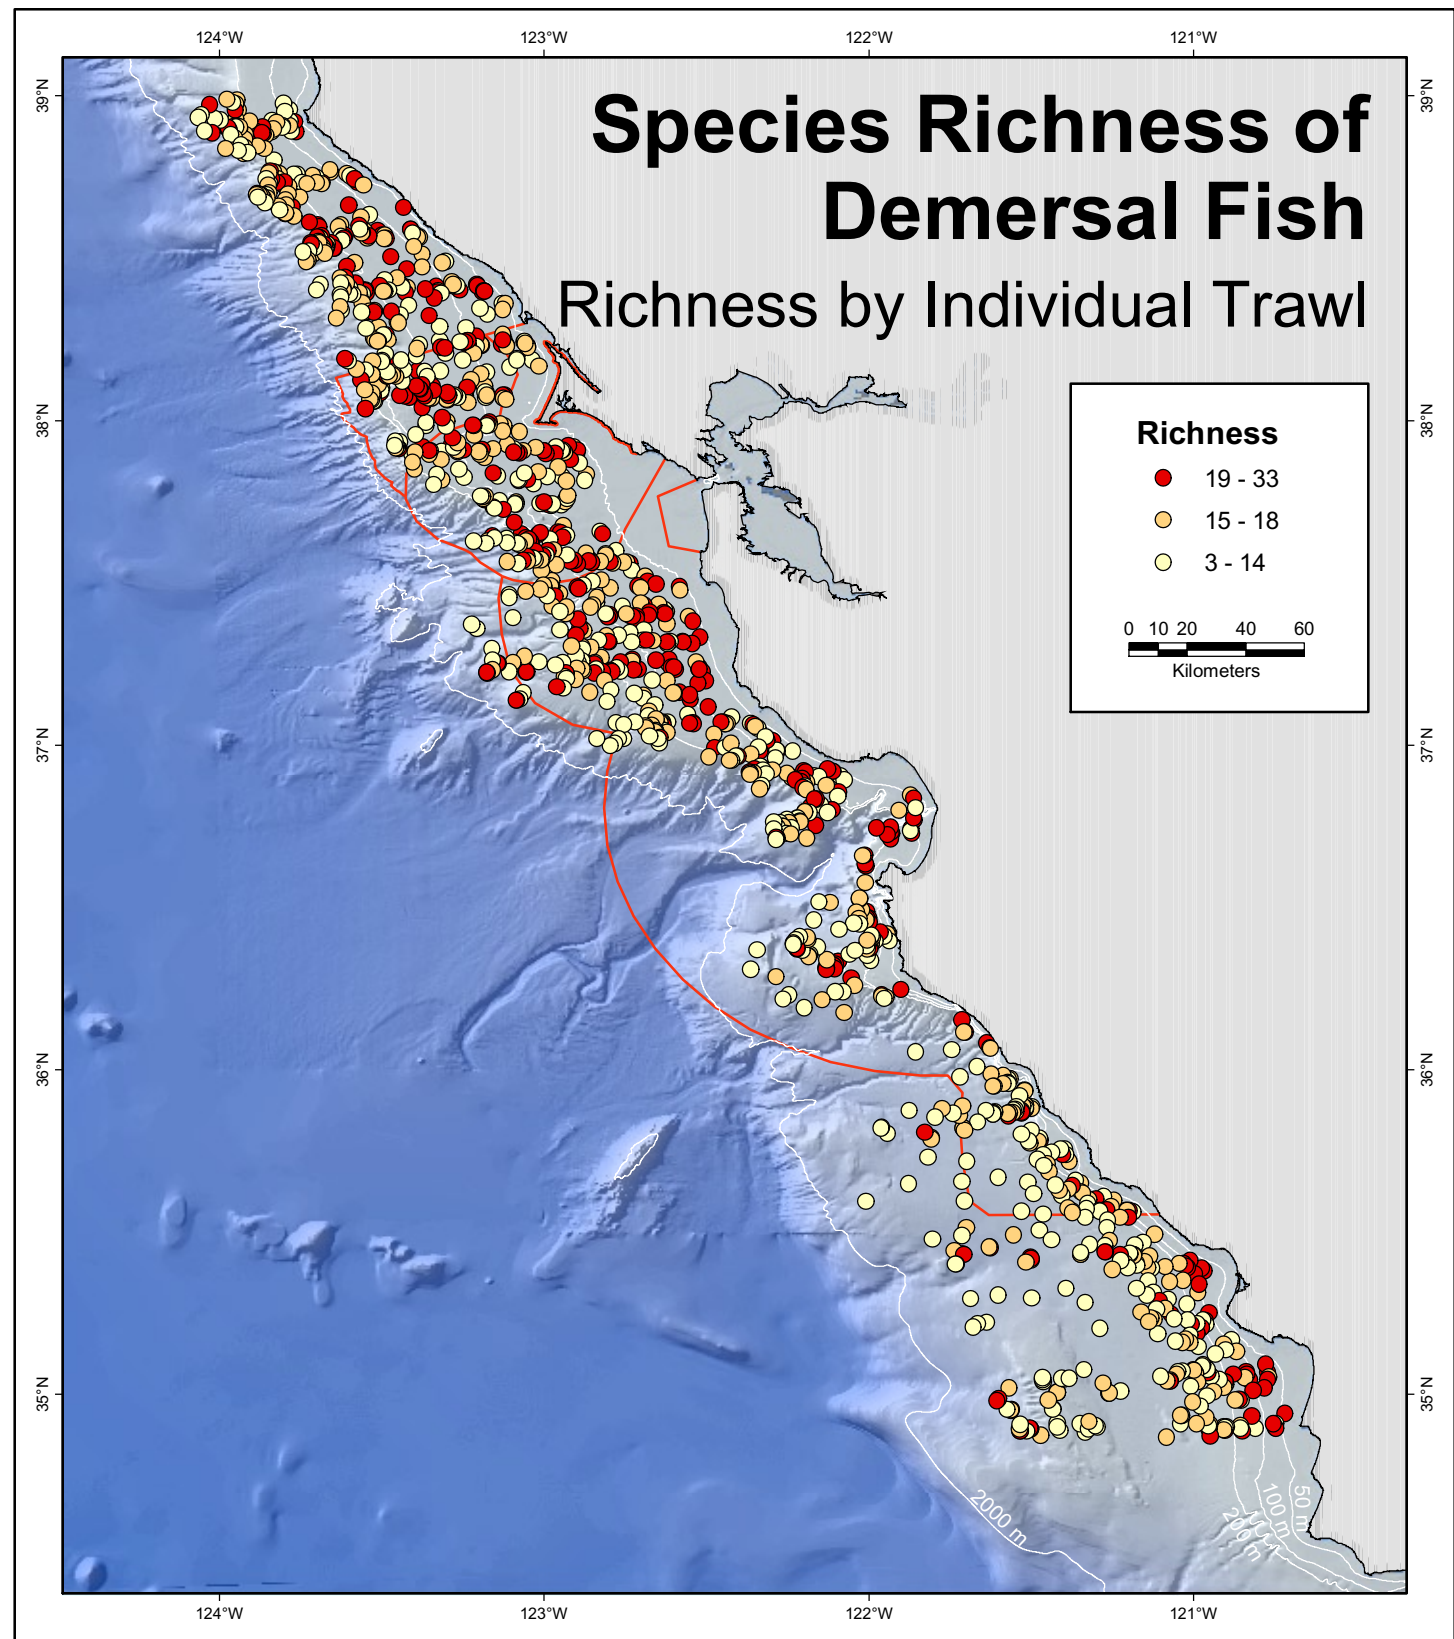 124°W 123°W 122°W 121°W
39°N 39°N
Species Richness of
Demersal Fish
Richness by Individual Trawl
38°N 38°N
Richness
19 - 33
15 - 18
3 - 14
0 10 20 40 60
Kilometers
37°N 37°N
36°N 36°N
35°N 35°N
2000 m
200 m
100 m
50 m
124°W 123°W 122°W 121°W